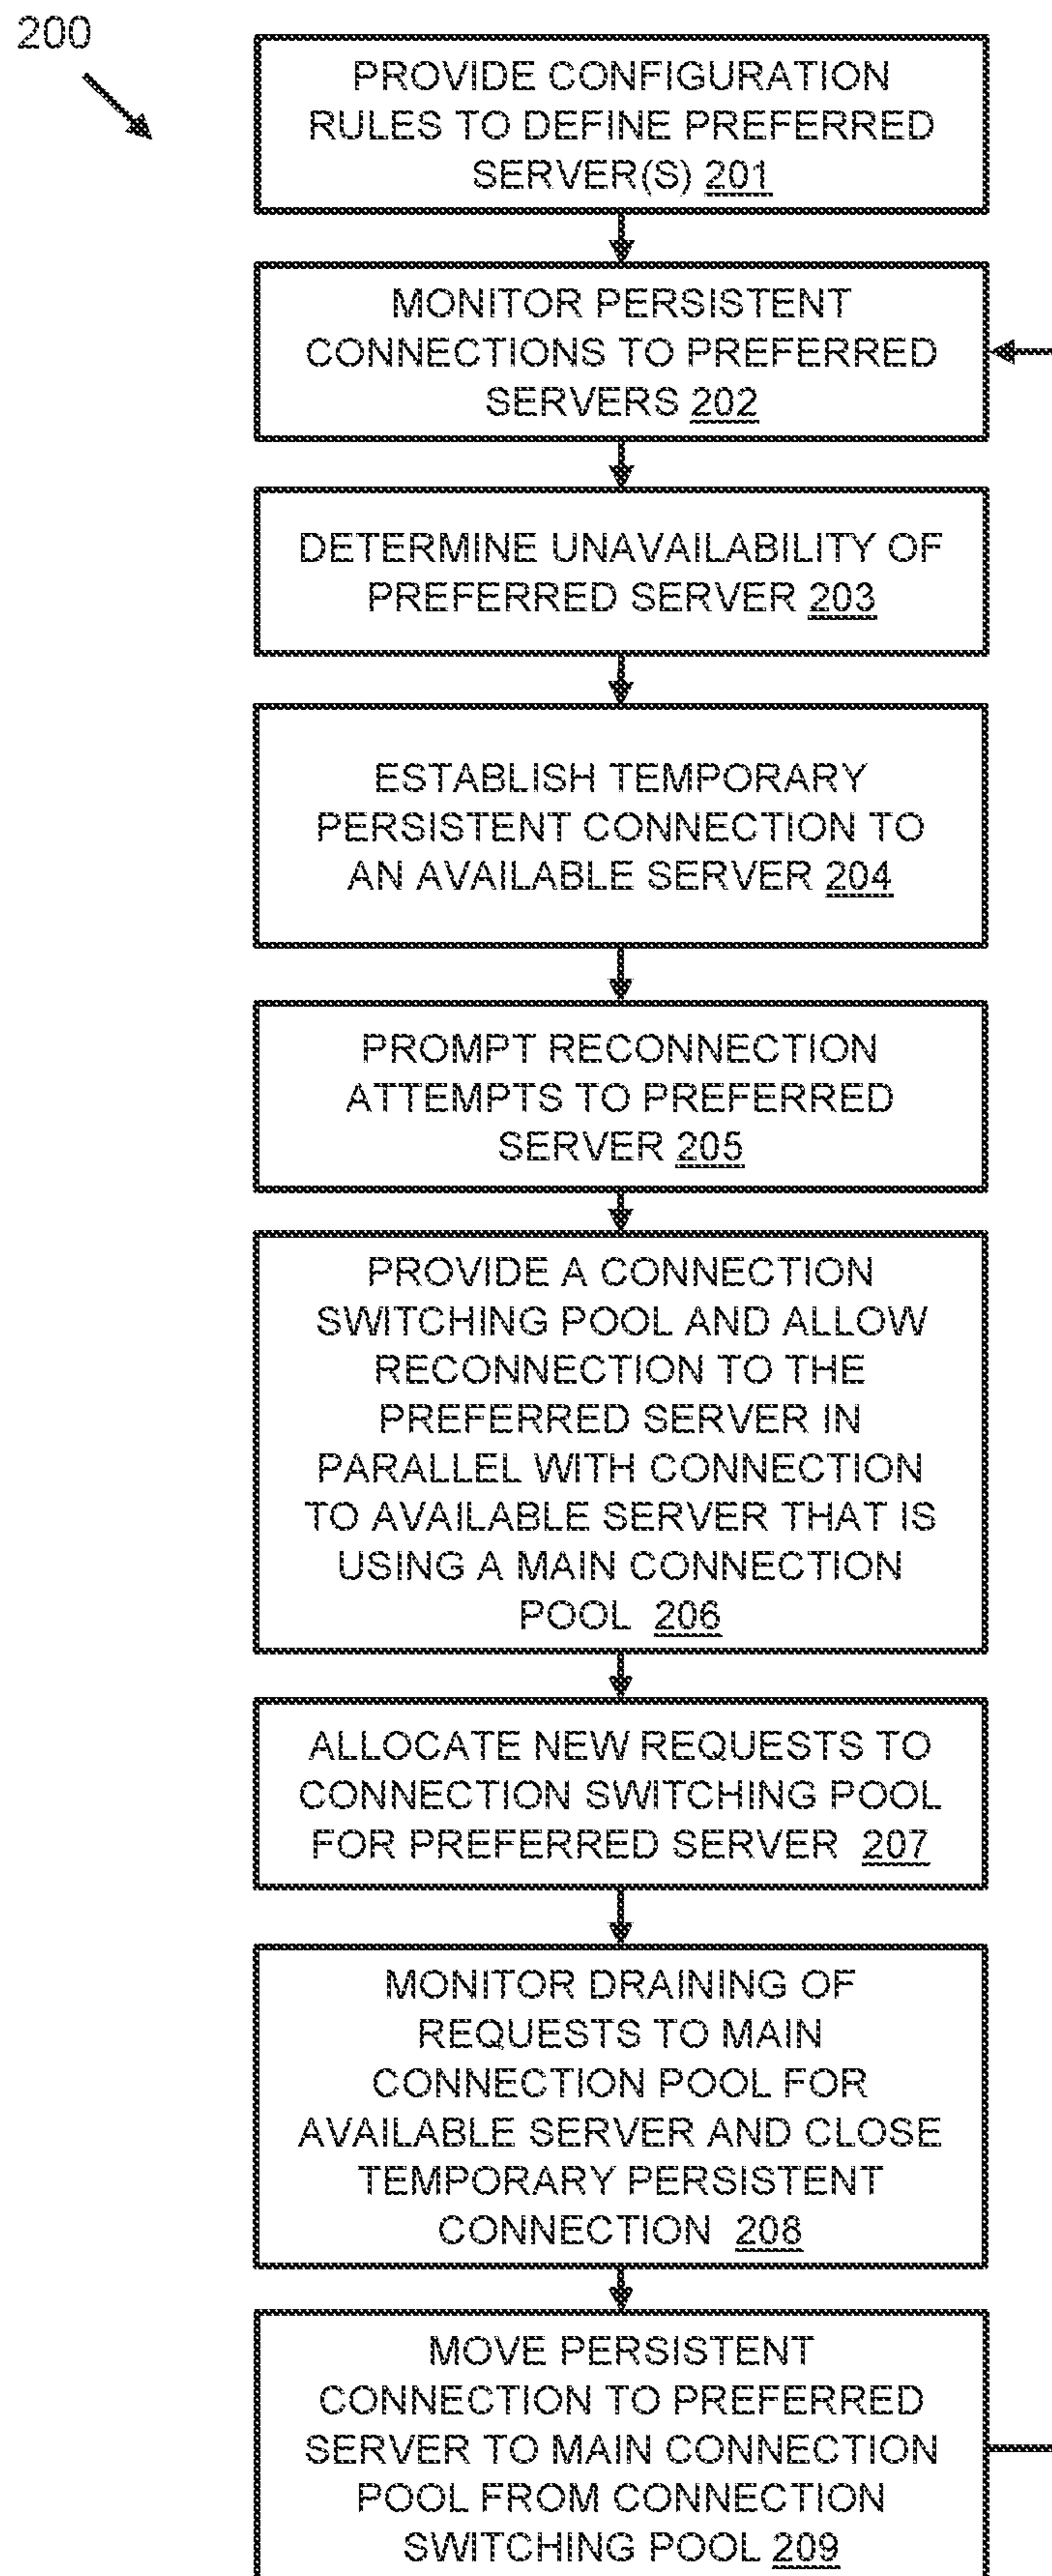 200
PROVIDE CONFIGURATION
RULES TO DEFINE PREFERRED
SERVER(S) 201
MONITOR PERSISTENT
CONNECTIONS TO PREFERRED
SERVERS 202
DETERMINE UNAVAILABILITY OF
PREFERRED SERVER 203
ESTABLISH TEMPORARY
PERSISTENT CONNECTION TO
AN AVAILABLE SERVER 204
PROMPT RECONNECTION
ATTEMPTS TO PREFERRED
SERVER 205
PROVIDE A CONNECTION
SWITCHING POOL AND ALLOW
RECONNECTION TO THE
PREFERRED SERVER IN
PARALLEL WITH CONNECTION
TO AVAILABLE SERVER THAT IS
USING A MAIN CONNECTION
POOL 206
ALLOCATE NEW REQUESTS TO
CONNECTION SWITCHING POOL
FOR PREFERRED SERVER 207
MONITOR DRAINING OF
REQUESTS TO MAIN
CONNECTION POOL FOR
AVAILABLE SERVER AND CLOSE
TEMPORARY PERSISTENT
CONNECTION 208
MOVE PERSISTENT
CONNECTION TO PREFERRED
SERVER TO MAIN CONNECTION
POOL FROM CONNECTION
SWITCHING POOL 209